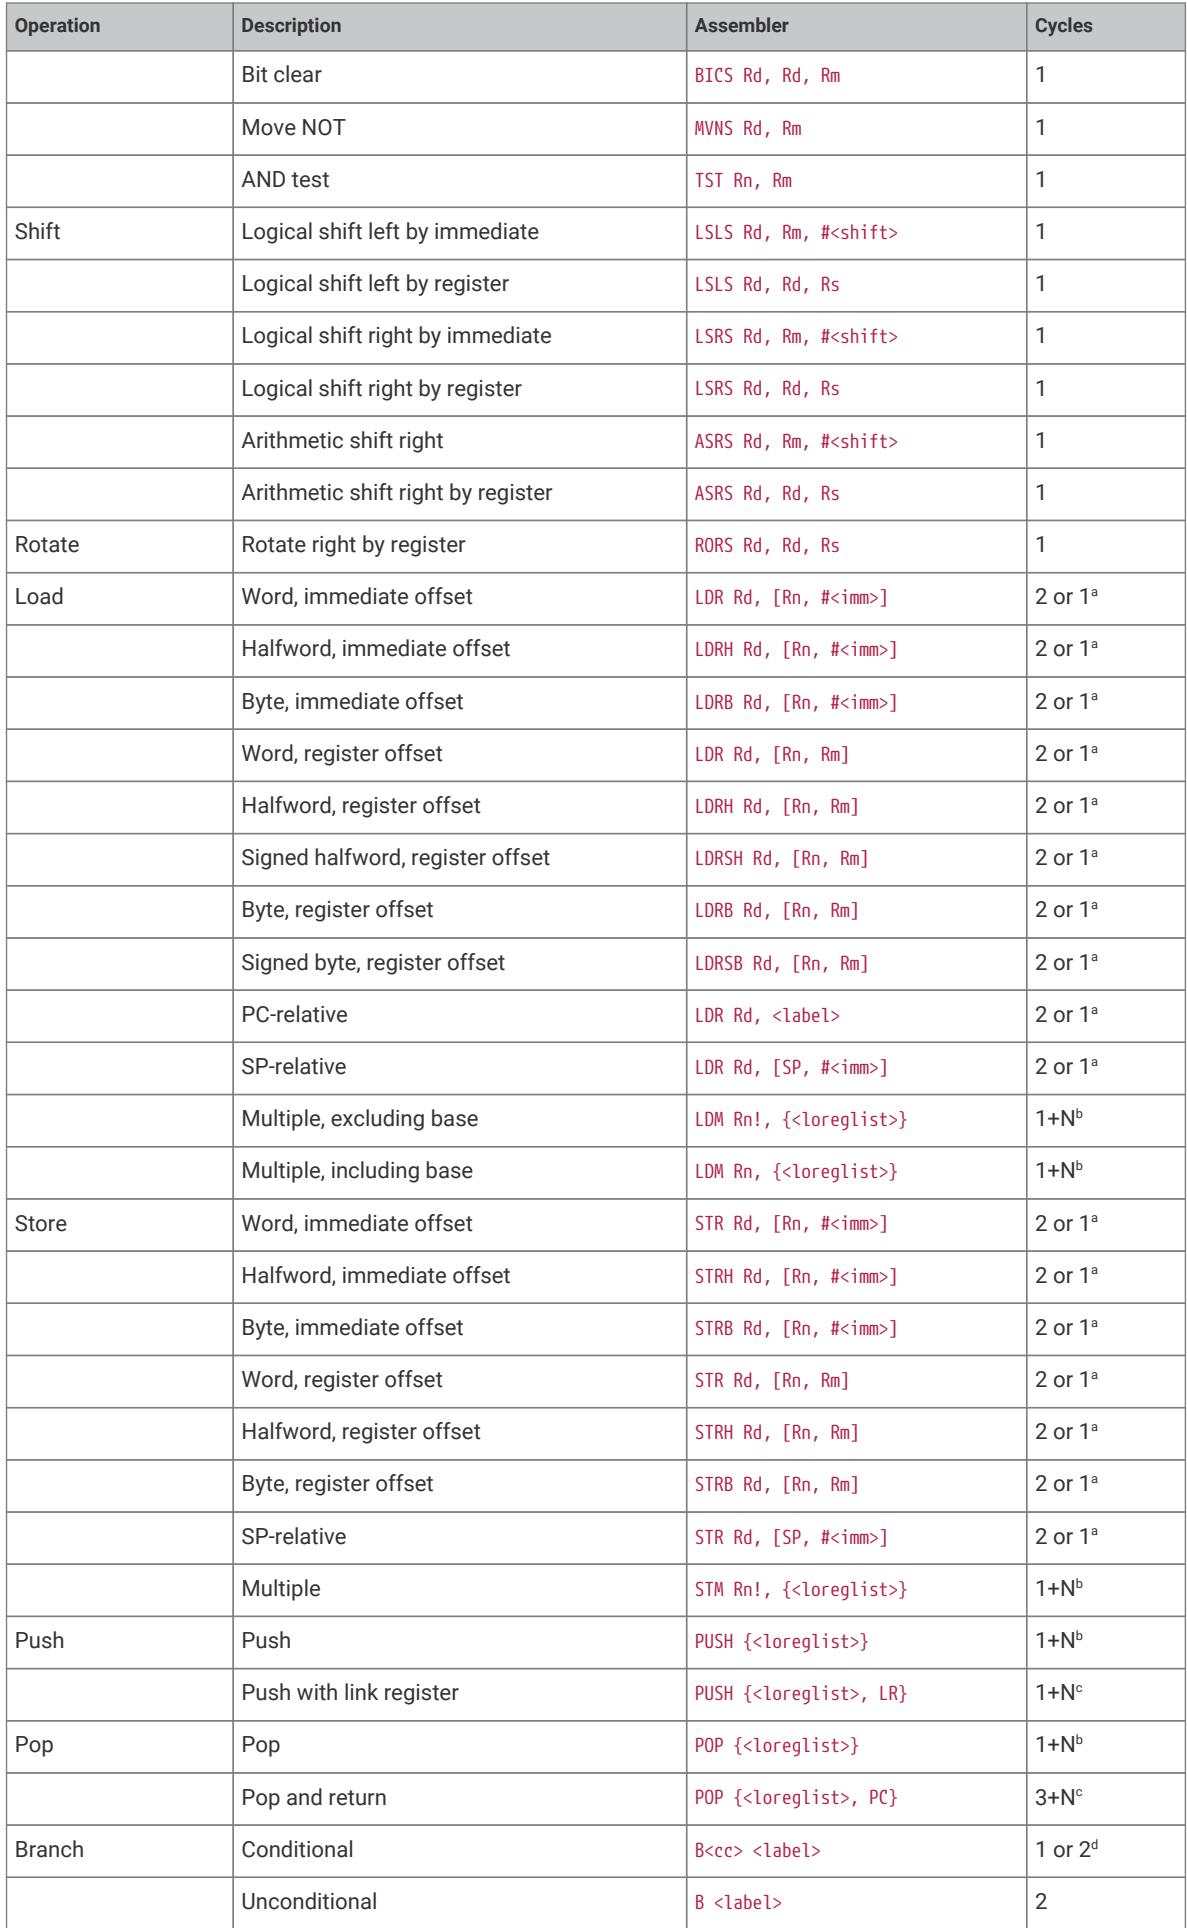 Operation Description Assembler Cycles
Bit clear BICS Rd, Rd, Rm 1
Move NOT MVNS Rd, Rm 1
AND test TST Rn, Rm 1
Shift Logical shift left by immediate LSLS Rd, Rm, #<shift> 1
Logical shift left by register LSLS Rd, Rd, Rs 1
Logical shift right by immediate LSRS Rd, Rm, #<shift> 1
Logical shift right by register LSRS Rd, Rd, Rs 1
Arithmetic shift right ASRS Rd, Rm, #<shift> 1
Arithmetic shift right by register ASRS Rd, Rd, Rs 1
Rotate Rotate right by register RORS Rd, Rd, Rs 1
Load Word, immediate offset LDR Rd, [Rn, #<imm>] 2 or 1ᵃ
Halfword, immediate offset LDRH Rd, [Rn, #<imm>] 2 or 1ᵃ
Byte, immediate offset LDRB Rd, [Rn, #<imm>] 2 or 1ᵃ
Word, register offset LDR Rd, [Rn, Rm] 2 or 1ᵃ
Halfword, register offset LDRH Rd, [Rn, Rm] 2 or 1ᵃ
Signed halfword, register offset LDRSH Rd, [Rn, Rm] 2 or 1ᵃ
Byte, register offset LDRB Rd, [Rn, Rm] 2 or 1ᵃ
Signed byte, register offset LDRSB Rd, [Rn, Rm] 2 or 1ᵃ
PC-relative LDR Rd, <label> 2 or 1ᵃ
SP-relative LDR Rd, [SP, #<imm>] 2 or 1ᵃ
Multiple, excluding base LDM Rn!, {<loreglist>} 1+Nᵇ
Multiple, including base LDM Rn, {<loreglist>} 1+Nᵇ
Store Word, immediate offset STR Rd, [Rn, #<imm>] 2 or 1ᵃ
Halfword, immediate offset STRH Rd, [Rn, #<imm>] 2 or 1ᵃ
Byte, immediate offset STRB Rd, [Rn, #<imm>] 2 or 1ᵃ
Word, register offset STR Rd, [Rn, Rm] 2 or 1ᵃ
Halfword, register offset STRH Rd, [Rn, Rm] 2 or 1ᵃ
Byte, register offset STRB Rd, [Rn, Rm] 2 or 1ᵃ
SP-relative STR Rd, [SP, #<imm>] 2 or 1ᵃ
Multiple STM Rn!, {<loreglist>} 1+Nᵇ
Push Push PUSH {<loreglist>} 1+Nᵇ
Push with link register PUSH {<loreglist>, LR} 1+Nᶜ
Pop Pop POP {<loreglist>} 1+Nᵇ
Pop and return POP {<loreglist>, PC} 3+Nᶜ
Branch Conditional B<cc> <label> 1 or 2ᵈ
Unconditional B <label> 2